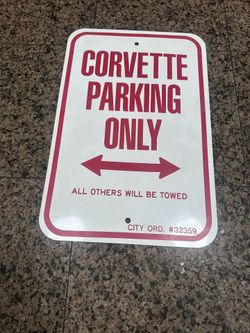 CORVETTE
PARKING
ONLY
ALL OTHERS WILL BE TOWED
CITY ORD. #32359